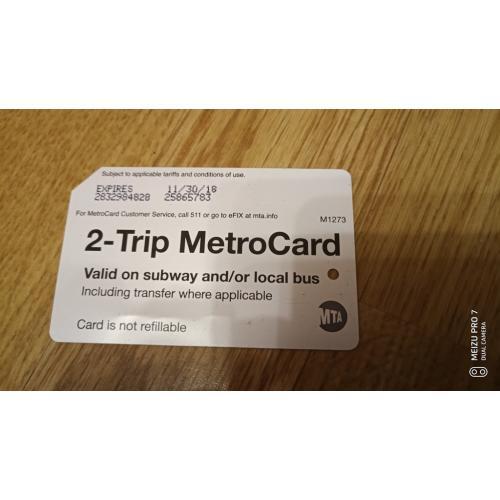 Subject to applicable tariffs and conditions of use.
EXPIRES 11/30/18
2832984828 25865783
For MetroCard Customer Service, call 511 or go to eFIX at mta.info
M1273
2-Trip MetroCard
Valid on subway and/or local bus
Including transfer where applicable
MTA
Card is not refillable
MEIZU PRO 7
DUAL CAMERA